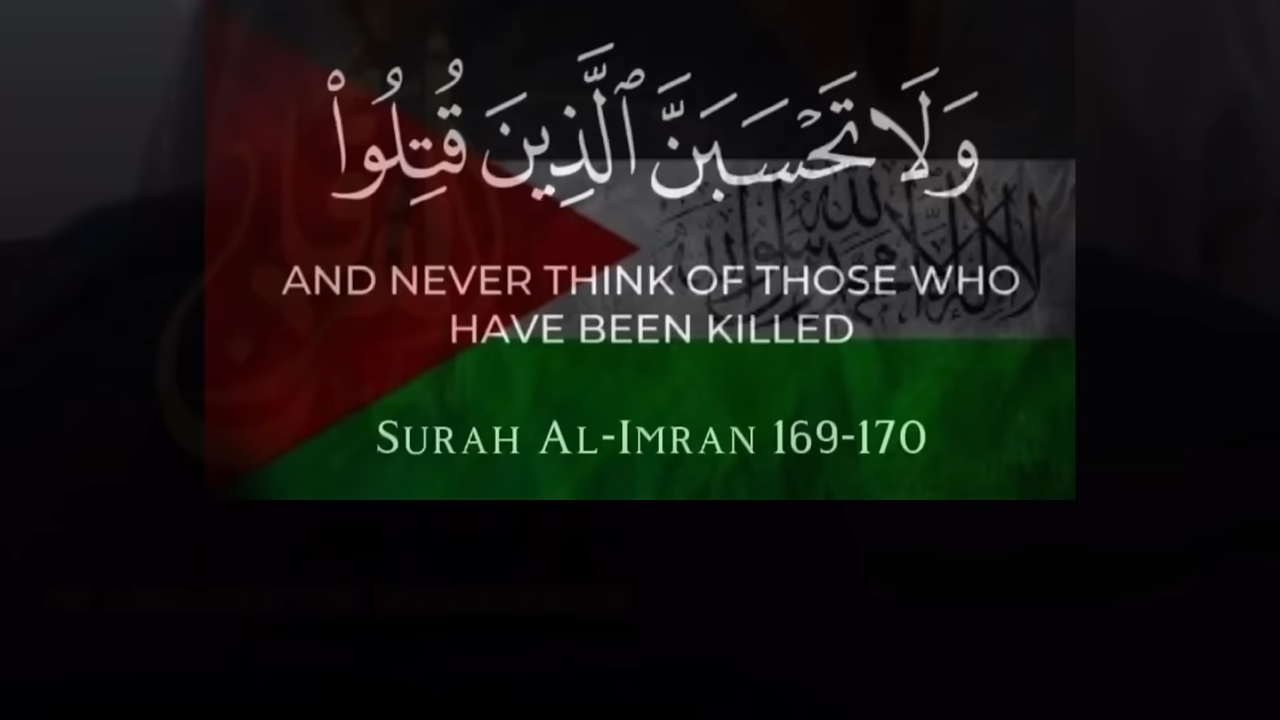 وَلَا تَحْسَبَنَّ ٱلَّذِينَ قُتِلُوا۟
AND NEVER THINK OF THOSE WHO
HAVE BEEN KILLED
SURAH AL-IMRAN 169-170